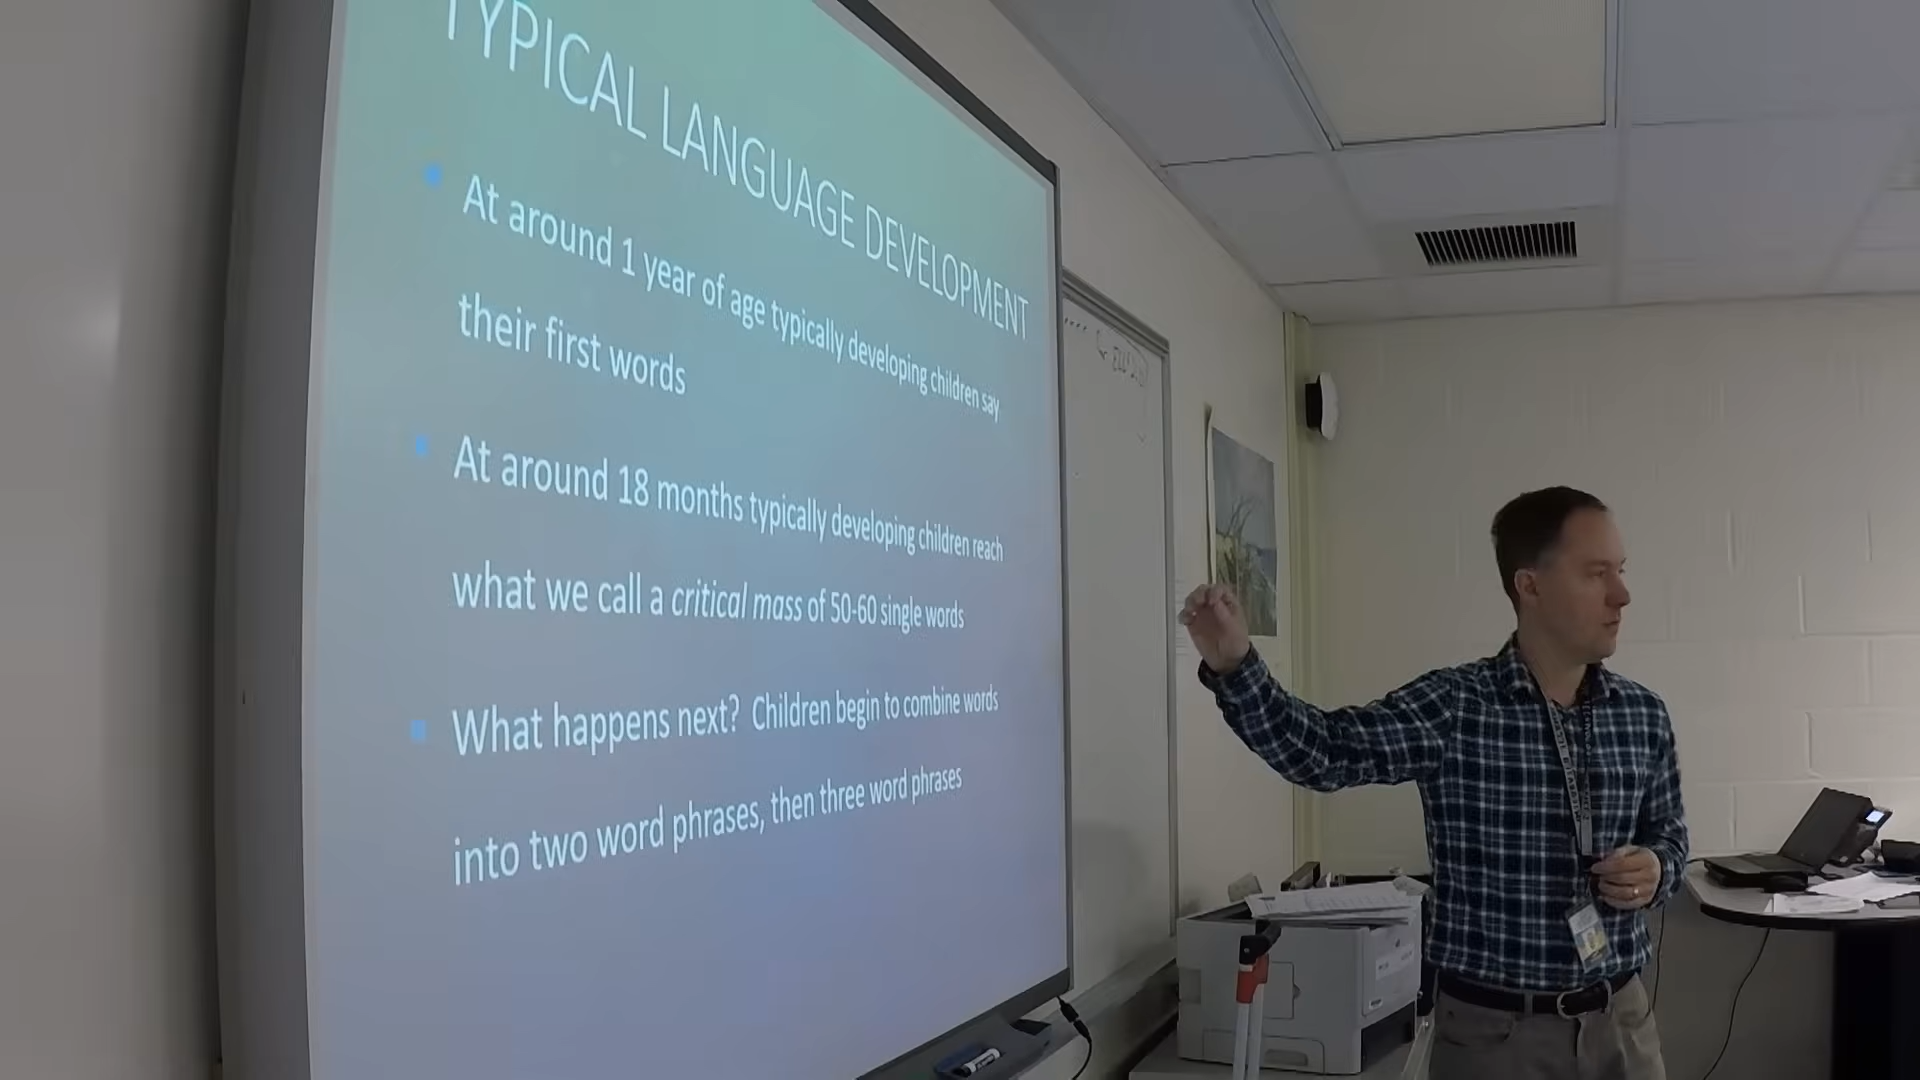 TYPICAL LANGUAGE DEVELOPMENT
At around 1 year of age typically developing children say
their first words
At around 18 months typically developing children reach
what we call a critical mass of 50-60 single words
What happens next? Children begin to combine words
into two word phrases, then three word phrases